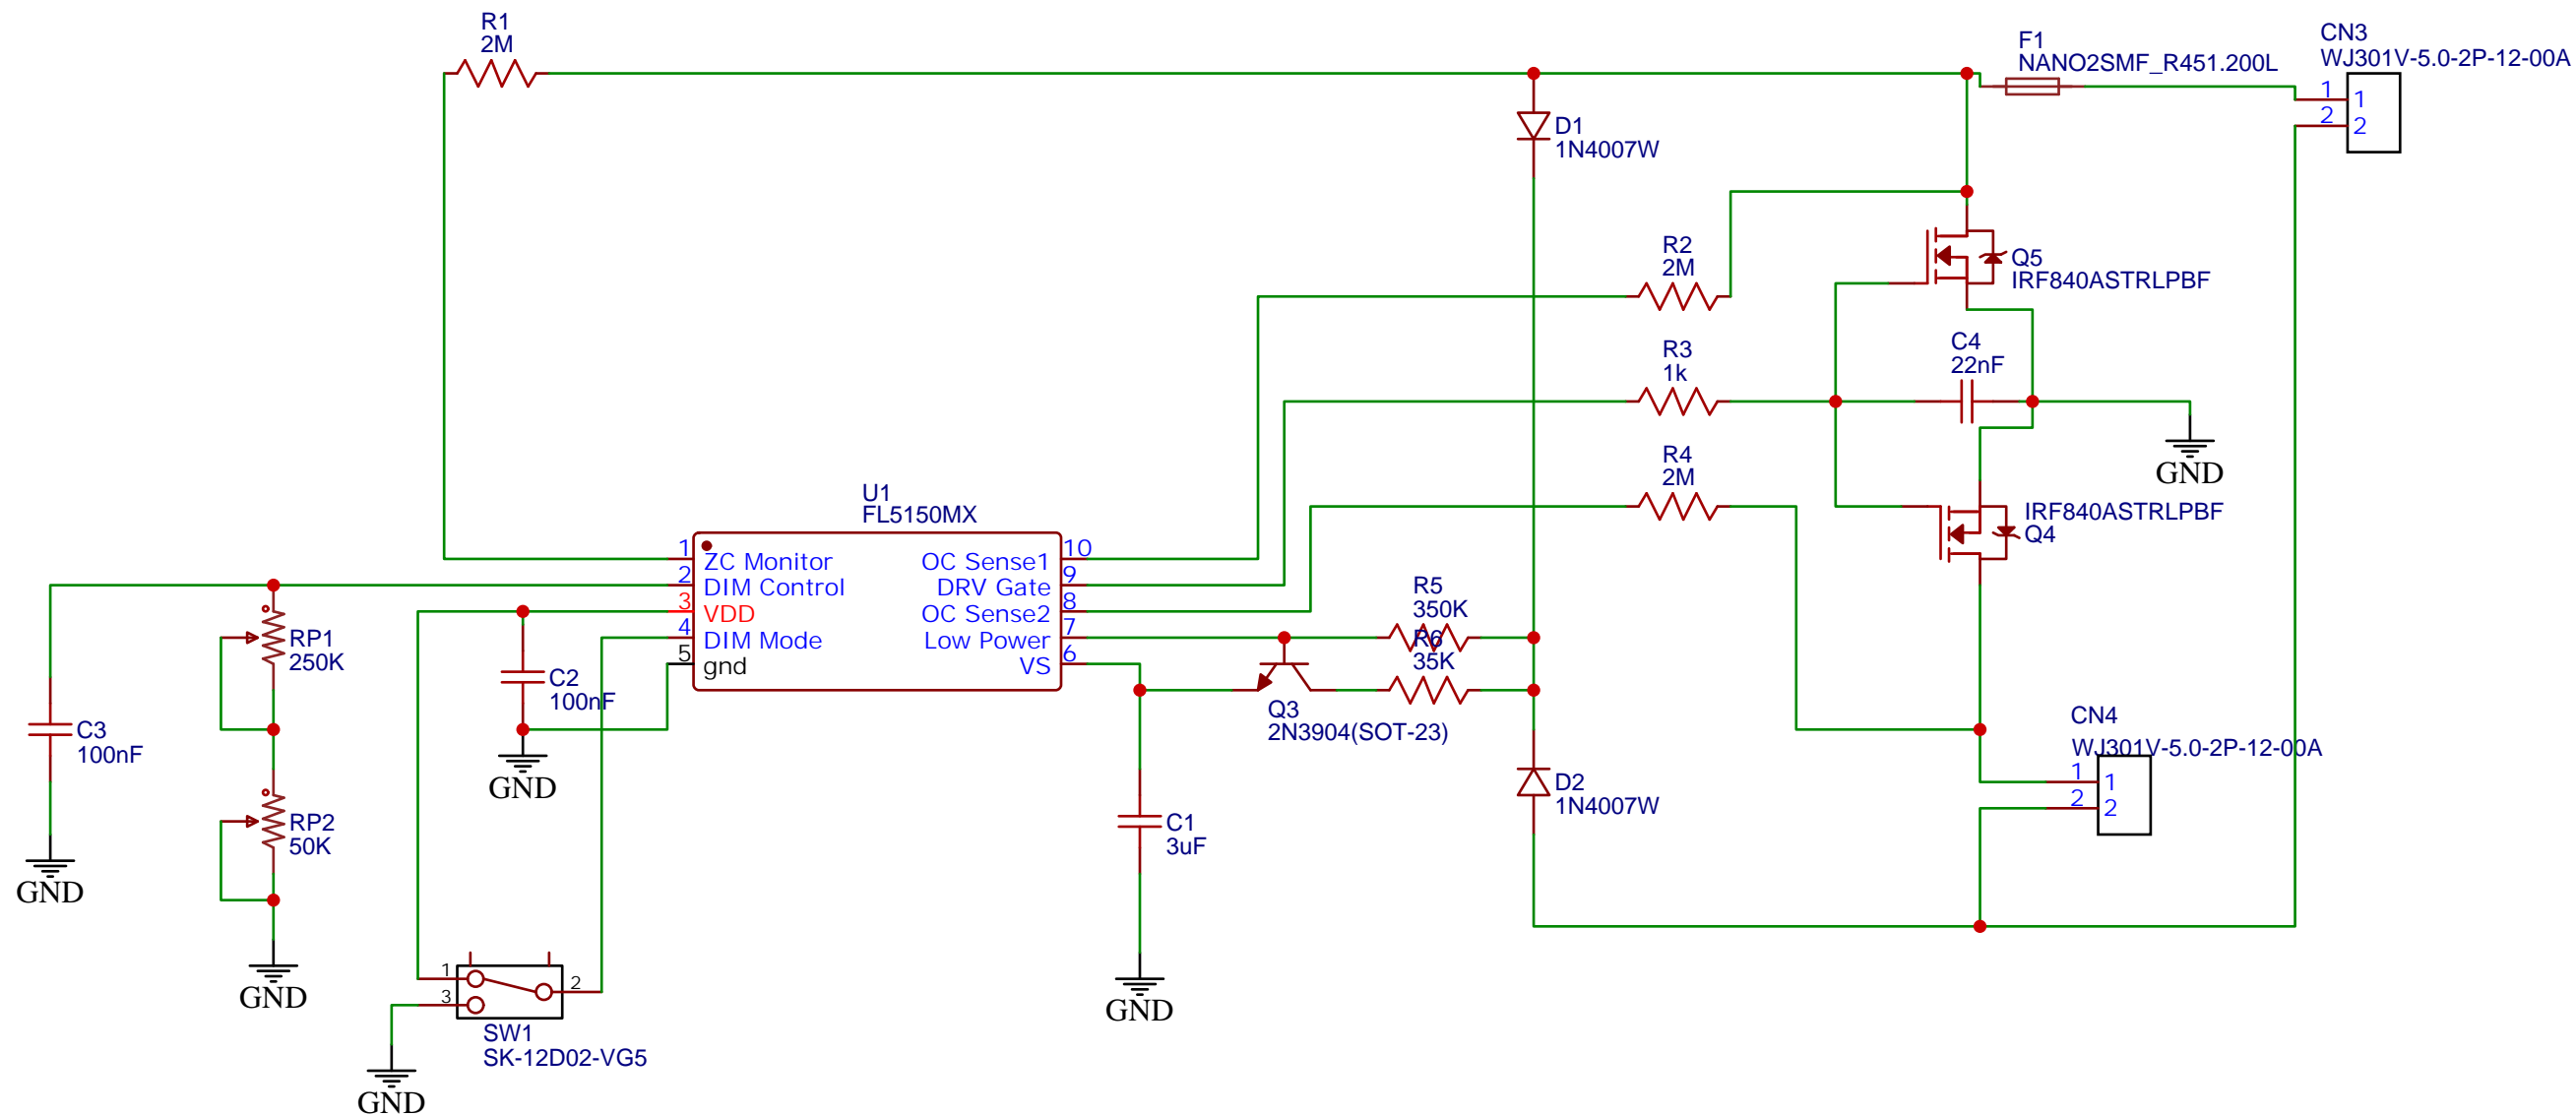 R1
2M
F1
NANO2SMF_R451.200L
CN3
WJ301V-5.0-2P-12-00A
1 1
2 2
D1
1N4007W
R2
2M
Q5
IRF840ASTRLPBF
R3
1k
C4
22nF
GND
R4
2M
IRF840ASTRLPBF
Q4
U1
FL5150MX
1 ZC Monitor OC Sense1 10
2 DIM Control DRV Gate 9
3 VDD OC Sense2 8
4 DIM Mode Low Power 7
5 gnd VS 6
R5
350K
R6
35K
RP1
250K
C2
100nF
GND
C3
100nF
Q3
2N3904(SOT-23)
CN4
WJ301V-5.0-2P-12-00A
1 1
2 2
D2
1N4007W
RP2
50K
C1
3uF
GND
GND
GND
1 2
3
SW1
SK-12D02-VG5
GND